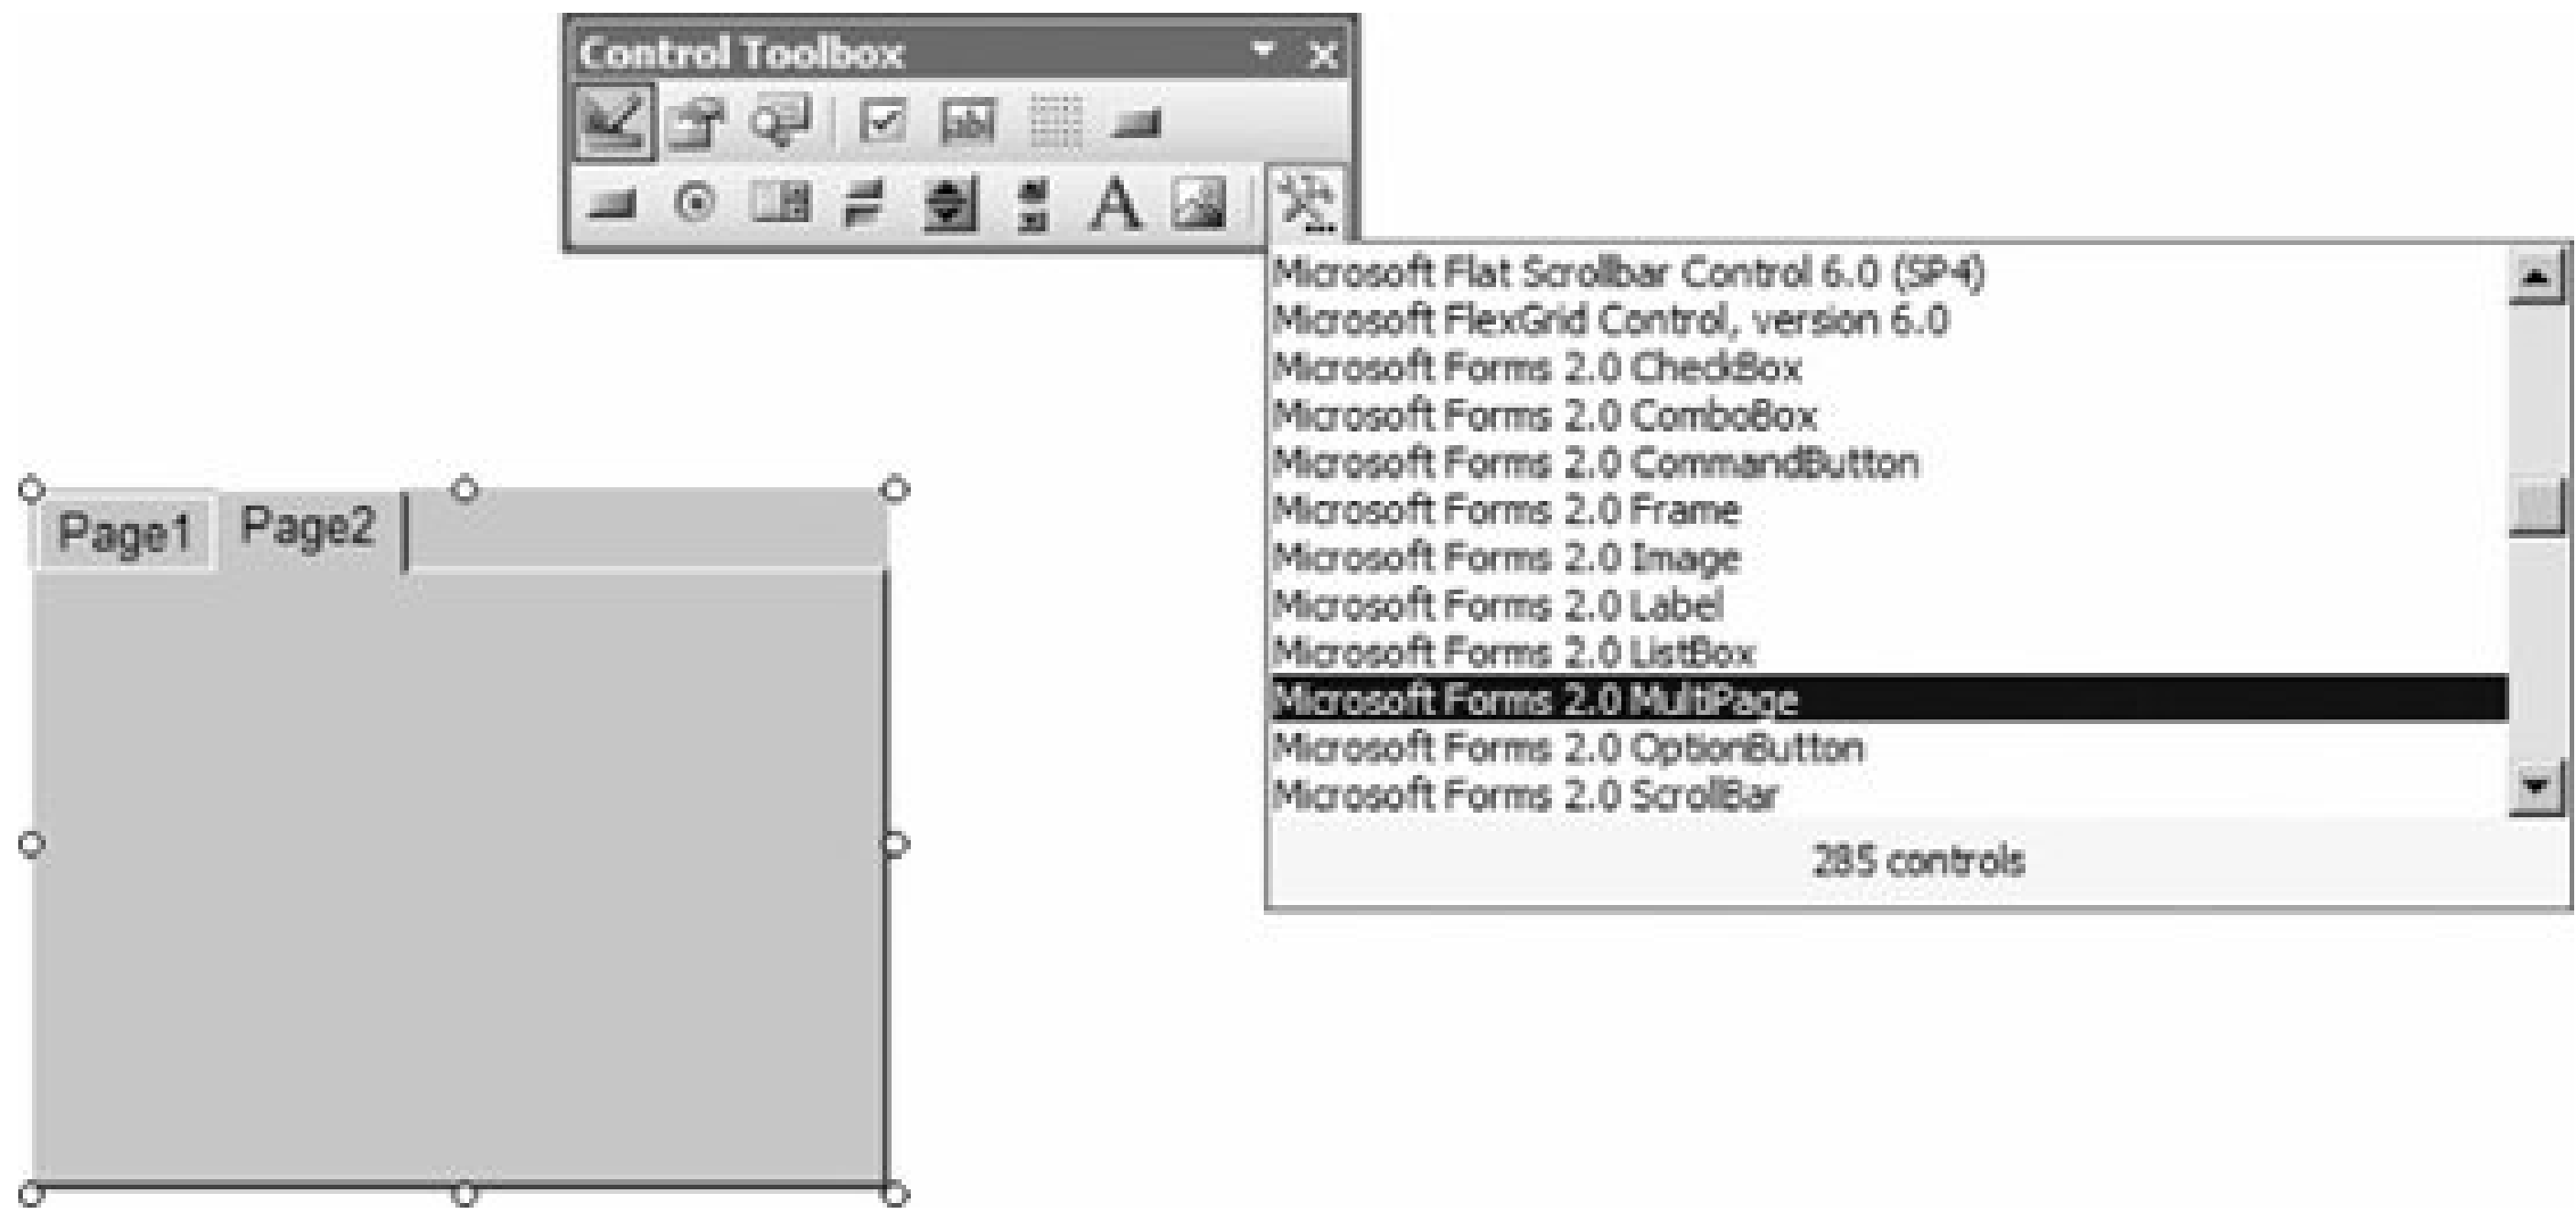 Control Toolbox
ab|
A
Microsoft Flat Scrollbar Control 6.0 (SP4)
Microsoft FlexGrid Control, version 6.0
Microsoft Forms 2.0 CheckBox
Microsoft Forms 2.0 ComboBox
Microsoft Forms 2.0 CommandButton
Microsoft Forms 2.0 Frame
Microsoft Forms 2.0 Image
Microsoft Forms 2.0 Label
Microsoft Forms 2.0 ListBox
Microsoft Forms 2.0 MultiPage
Microsoft Forms 2.0 OptionButton
Microsoft Forms 2.0 ScrollBar
285 controls
Page1 Page2